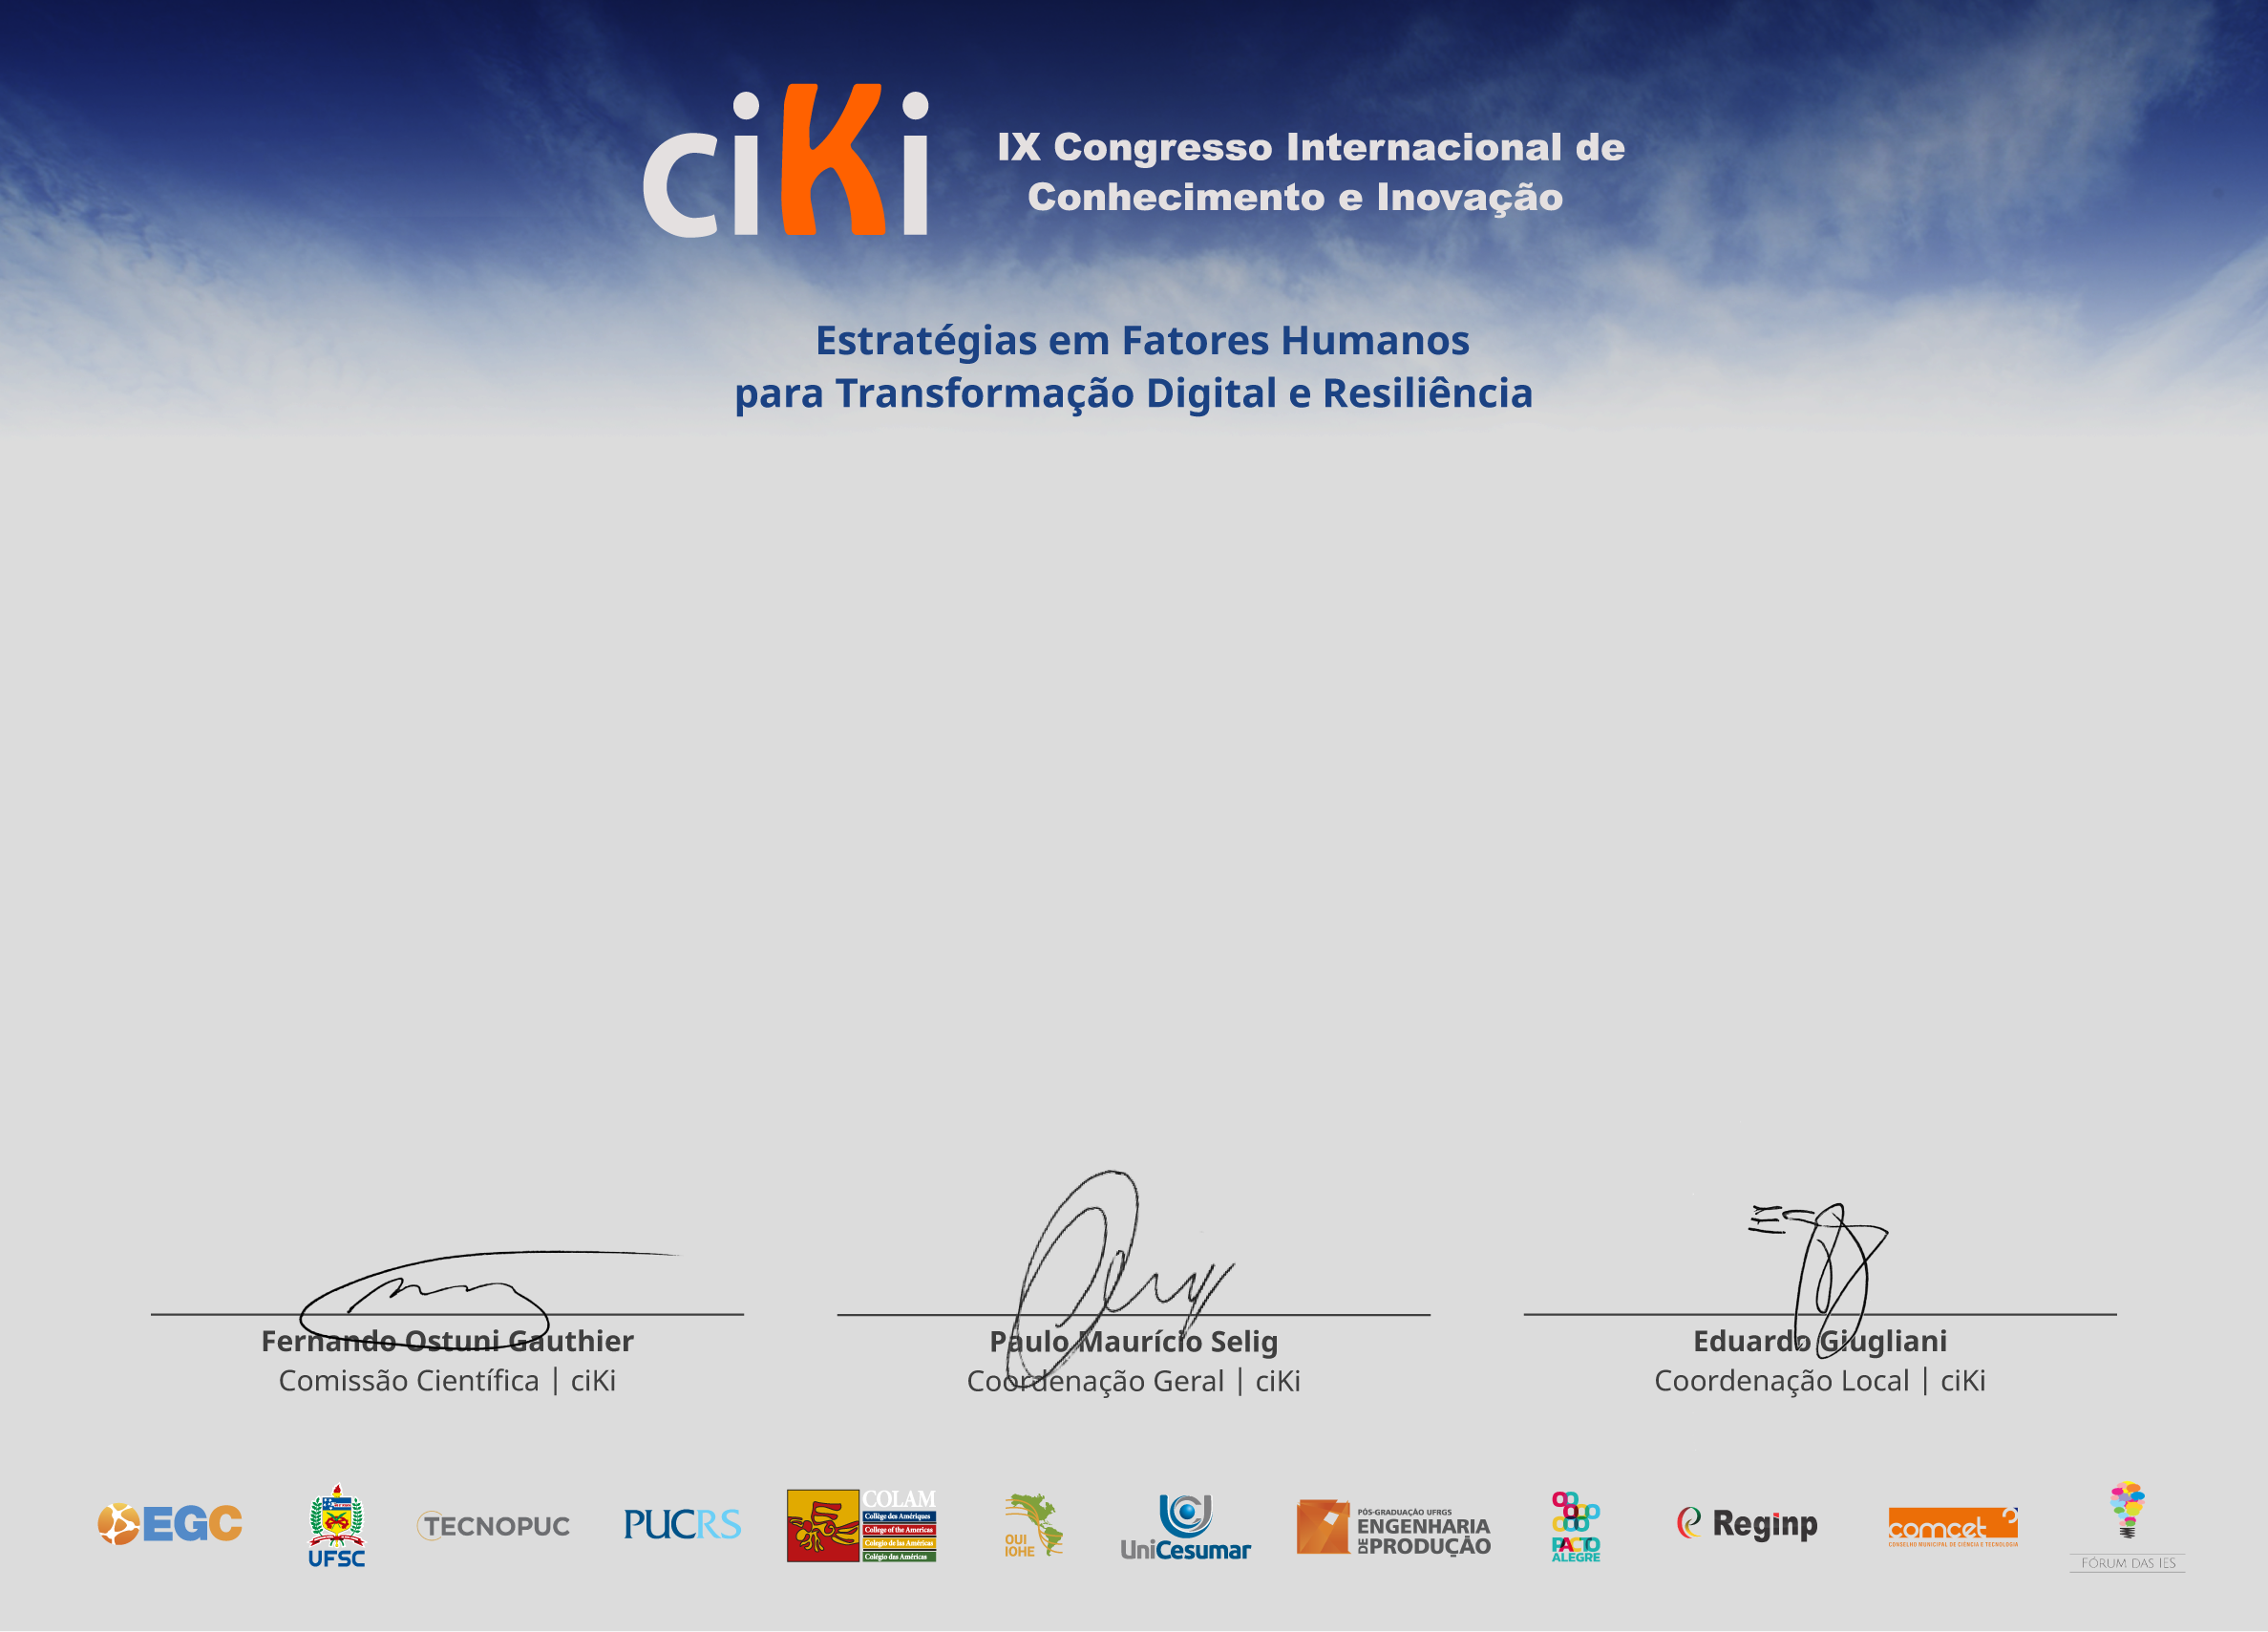 ciKi
IX Congresso Internacional de
Conhecimento e Inovação
Estratégias em Fatores Humanos
para Transformação Digital e Resiliência
Fernando Ostuni Gauthier
Comissão Científica | ciKi
Paulo Maurício Selig
Coordenação Geral | ciKi
Eduardo Giugliani
Coordenação Local | ciKi
EGC
UFSC
TECNOPUC
PUCRS
COLAM
Collège des Amériques
College of the Americas
Colegio de las Américas
Colégio das Américas
OUI
IOHE
UniCesumar
PÓS-GRADUAÇÃO UFRGS
ENGENHARIA
DE PRODUÇÃO
PACTO
ALEGRE
Reginp
comcet
CONSELHO MUNICIPAL DE CIÊNCIA E TECNOLOGIA
FÓRUM DAS IES